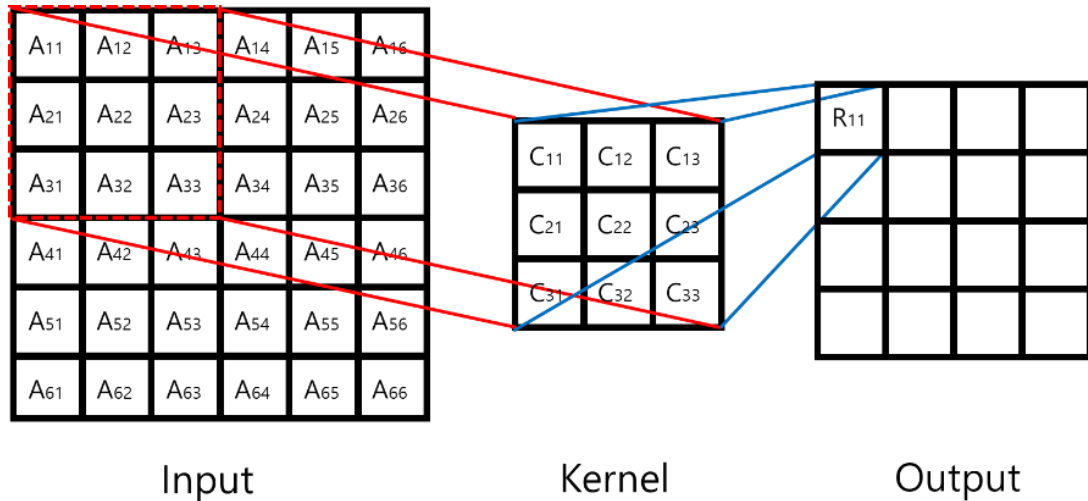 A11 A12 A13 A14 A15 A16
A21 A22 A23 A24 A25 A26
A31 A32 A33 A34 A35 A36
A41 A42 A43 A44 A45 A46
A51 A52 A53 A54 A55 A56
A61 A62 A63 A64 A65 A66
Input
C11 C12 C13
C21 C22 C23
C31 C32 C33
Kernel
R11
Output